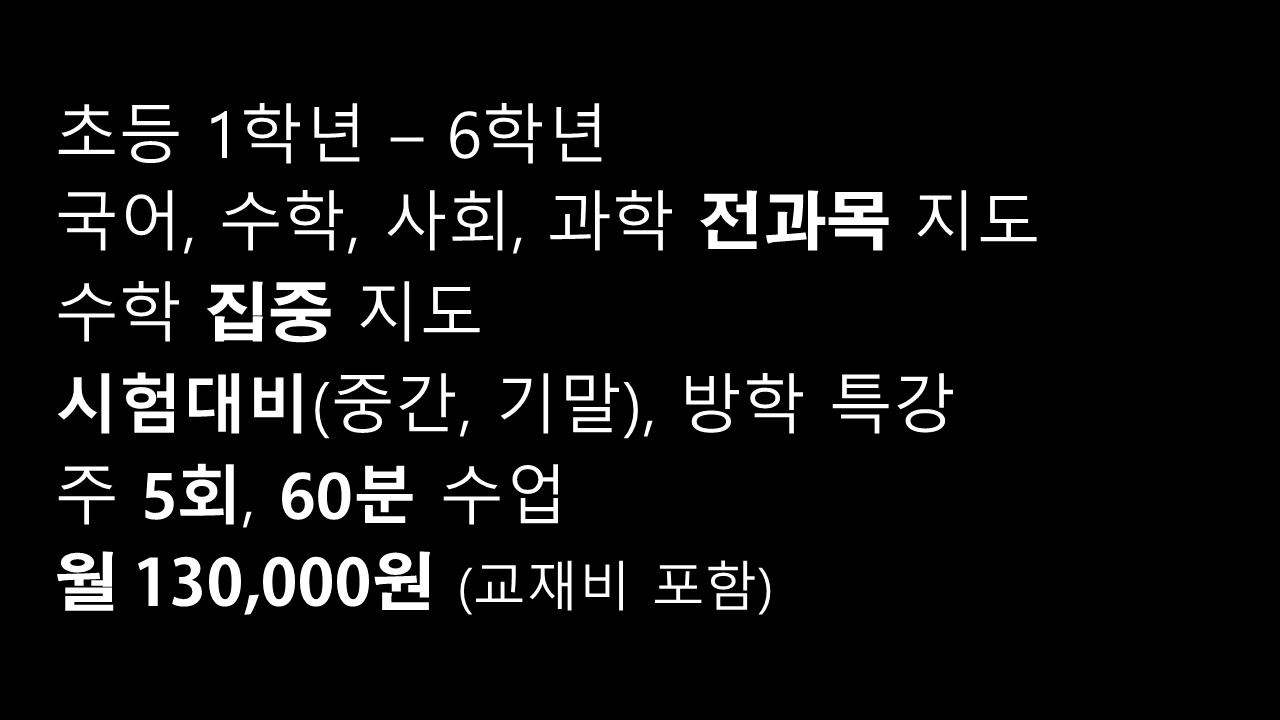 초등 1학년 – 6학년
국어, 수학, 사회, 과학 전과목 지도
수학 집중 지도
시험대비(중간, 기말), 방학 특강
주 5회, 60분 수업
월 130,000원 (교재비 포함)